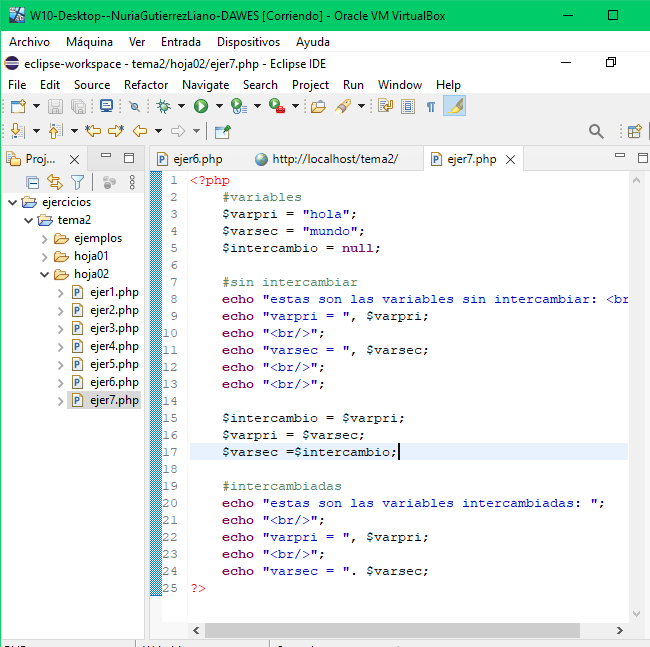 W10-Desktop--NuriaGutierrezLiano-DAWES [Corriendo] - Oracle VM VirtualBox
Archivo Máquina Ver Entrada Dispositivos Ayuda
eclipse-workspace - tema2/hoja02/ejer7.php - Eclipse IDE
File Edit Source Refactor Navigate Search Project Run Window Help
Proj...
ejer6.php http://localhost/tema2/ ejer7.php
ejercicios
tema2
ejemplos
hoja01
hoja02
ejer1.php
ejer2.php
ejer3.php
ejer4.php
ejer5.php
ejer6.php
ejer7.php
1 <?php
2 #variables
3 $varpri = "hola";
4 $varsec = "mundo";
5 $intercambio = null;
6
7 #sin intercambiar
8 echo "estas son las variables sin intercambiar: <br
9 echo "varpri = ", $varpri;
10 echo "<br/>";
11 echo "varsec = ", $varsec;
12 echo "<br/>";
13 echo "<br/>";
14
15 $intercambio = $varpri;
16 $varpri = $varsec;
17 $varsec =$intercambio;
18
19 #intercambiadas
20 echo "estas son las variables intercambiadas: ";
21 echo "<br/>";
22 echo "varpri = ", $varpri;
23 echo "<br/>";
24 echo "varsec = ". $varsec;
25 ?>